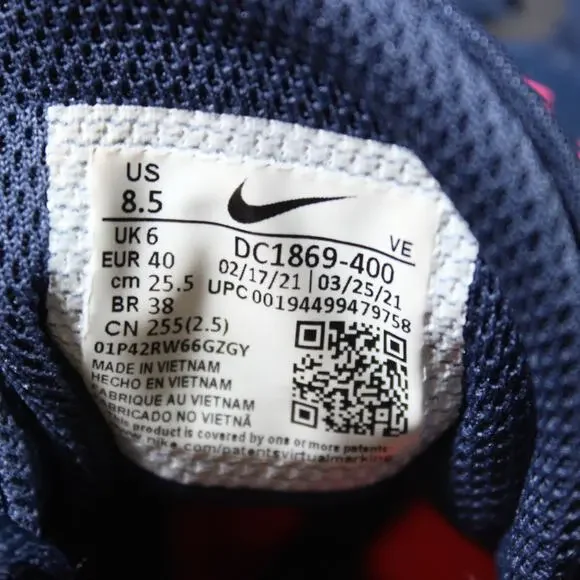 US
8.5
UK 6
EUR 40
cm 25.5
BR 38
CN 255(2.5)
VE
DC1869-400
02/17/21 | 03/25/21
UPC 00194499479758
01P42RW66GZGY
MADE IN VIETNAM
HECHO EN VIETNAM
FABRIQUE AU VIETNAM
FABRICADO NO VIETNÃ
this product is covered by one or more patents
www.nike.com/patentsvirtualmarking